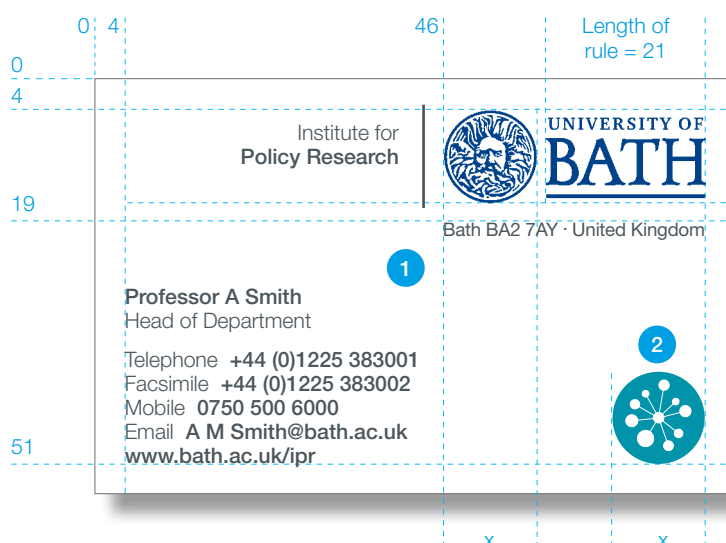 0 4 46 Length of
rule = 21
0
4
Institute for
Policy Research
UNIVERSITY OF
BATH
19
Bath BA2 7AY · United Kingdom
1
Professor A Smith
Head of Department
2
Telephone +44 (0)1225 383001
Facsimile +44 (0)1225 383002
Mobile 0750 500 6000
Email A M Smith@bath.ac.uk
51
www.bath.ac.uk/ipr
x x